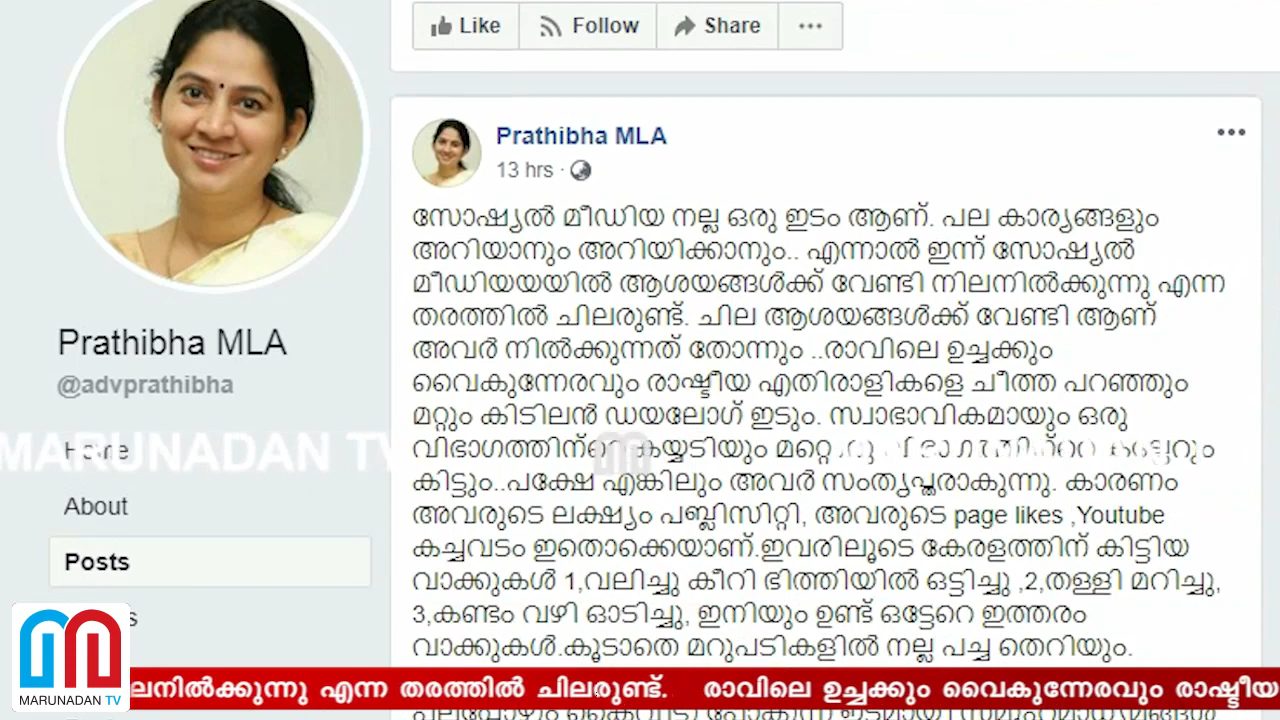 Like Follow Share
Prathibha MLA
13 hrs
സോഷ്യൽ മീഡിയ നല്ല ഒരു ഇടം ആണ്. പല കാര്യങ്ങളും
അറിയാനും അറിയിക്കാനും.. എന്നാൽ ഇന്ന് സോഷ്യൽ
മീഡിയയയിൽ ആശയങ്ങൾക്ക് വേണ്ടി നിലനിൽക്കുന്നു എന്ന
തരത്തിൽ ചിലരുണ്ട്. ചില ആശയങ്ങൾക്ക് വേണ്ടി ആണ്
അവർ നിൽക്കുന്നത് തോന്നും ..രാവിലെ ഉച്ചക്കും
വൈകുന്നേരവും രാഷ്ട്രീയ എതിരാളികളെ ചീത്ത പറഞ്ഞും
മറ്റും കിടിലൻ ഡയലോഗ് ഇടും. സ്വാഭാവികമായും ഒരു
വിഭാഗത്തിന്റെ കയ്യടിയും
കിട്ടും..പക്ഷേ എങ്കിലും അവർ സംതൃപ്തരാകുന്നു. കാരണം
അവരുടെ ലക്ഷ്യം പബ്ലിസിറ്റി, അവരുടെ page likes ,Youtube
കച്ചവടം ഇതൊക്കെയാണ്.ഇവരിലൂടെ കേരളത്തിന് കിട്ടിയ
വാക്കുകൾ 1,വലിച്ചു കീറി ഭിത്തിയിൽ ഒട്ടിച്ചു ,2,തള്ളി മറിച്ചു,
3,കണ്ടം വഴി ഓടിച്ചു, ഇനിയും ഉണ്ട് ഒട്ടേറെ ഇത്തരം
വാക്കുകൾ.കൂടാതെ മറുപടികളിൽ നല്ല പച്ച തെറിയും.
Prathibha MLA
@advprathibha
Home
MARUNADAN TV
About
Posts
MARUNADAN TV
ലനിൽക്കുന്നു എന്ന തരത്തിൽ ചിലരുണ്ട്. രാവിലെ ഉച്ചക്കും വൈകുന്നേരവും രാഷ്ട്രീയ